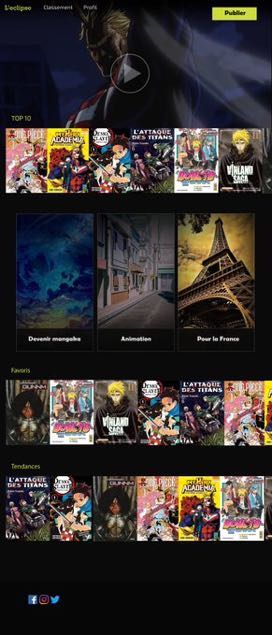 L'eclipse Classement Profil Publier
TOP 10
ONE PIECE MY HERO ACADEMIA DEMON SLAYER L'ATTAQUE DES TITANS BORUTO VINLAND SAGA
Devenir mangaka Animation Pour la France
Favoris
GUNNM BORUTO VINLAND SAGA DEMON SLAYER L'ATTAQUE DES TITANS ONE PIECE
Tendances
L'ATTAQUE DES TITANS DEMON SLAYER GUNNM ONE PIECE MY HERO ACADEMIA BORUTO